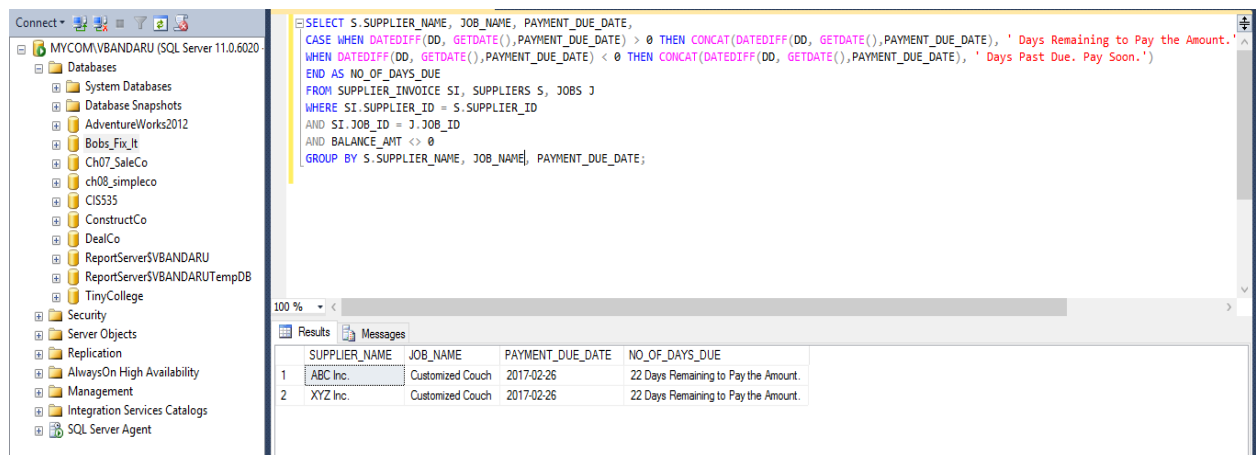 Connect
MYCOM\VBANDARU (SQL Server 11.0.6020 -
Databases
System Databases
Database Snapshots
AdventureWorks2012
Bobs_Fix_It
Ch07_SaleCo
ch08_simpleco
CIS535
ConstructCo
DealCo
ReportServer$VBANDARU
ReportServer$VBANDARUTempDB
TinyCollege
Security
Server Objects
Replication
AlwaysOn High Availability
Management
Integration Services Catalogs
SQL Server Agent
SELECT S.SUPPLIER_NAME, JOB_NAME, PAYMENT_DUE_DATE,
CASE WHEN DATEDIFF(DD, GETDATE(),PAYMENT_DUE_DATE) > 0 THEN CONCAT(DATEDIFF(DD, GETDATE(),PAYMENT_DUE_DATE), ' Days Remaining to Pay the Amount.'
WHEN DATEDIFF(DD, GETDATE(),PAYMENT_DUE_DATE) < 0 THEN CONCAT(DATEDIFF(DD, GETDATE(),PAYMENT_DUE_DATE), ' Days Past Due. Pay Soon.')
END AS NO_OF_DAYS_DUE
FROM SUPPLIER_INVOICE SI, SUPPLIERS S, JOBS J
WHERE SI.SUPPLIER_ID = S.SUPPLIER_ID
AND SI.JOB_ID = J.JOB_ID
AND BALANCE_AMT <> 0
GROUP BY S.SUPPLIER_NAME, JOB_NAME, PAYMENT_DUE_DATE;
100 %
Results Messages
SUPPLIER_NAME JOB_NAME PAYMENT_DUE_DATE NO_OF_DAYS_DUE
1 ABC Inc. Customized Couch 2017-02-26 22 Days Remaining to Pay the Amount.
2 XYZ Inc. Customized Couch 2017-02-26 22 Days Remaining to Pay the Amount.